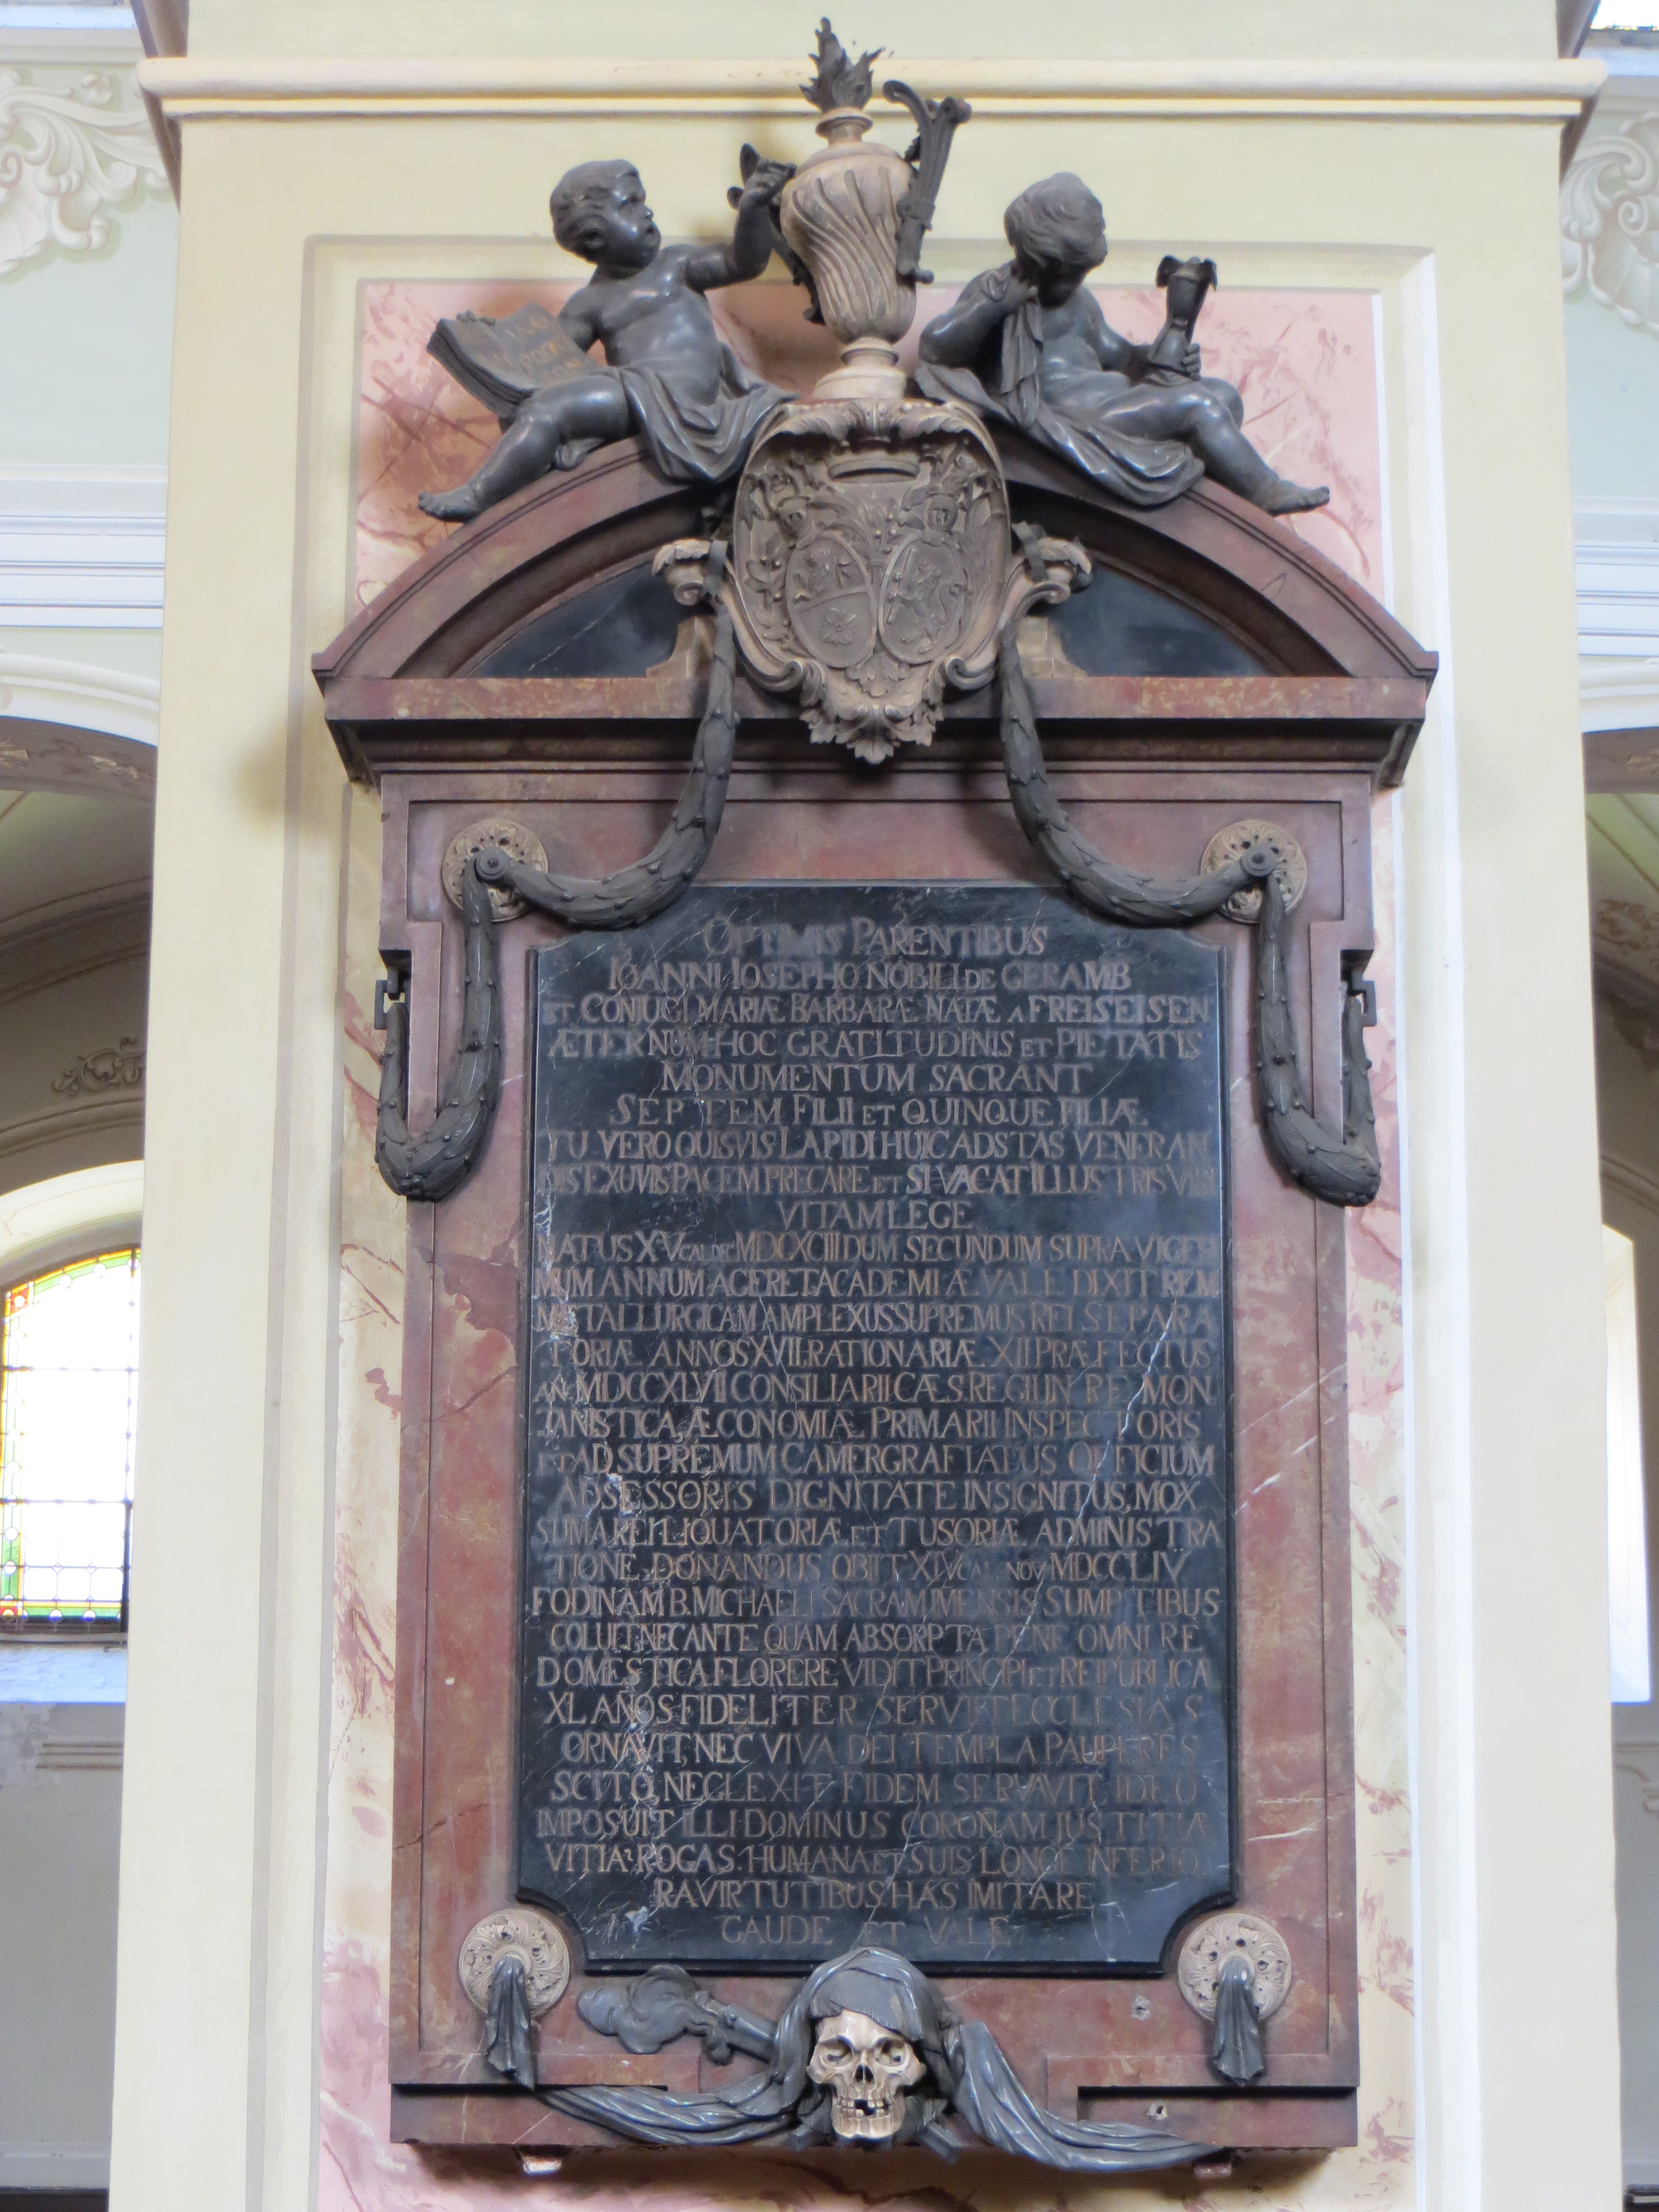 OPTIMIS PARENTIBUS
IOANNI IOSEPHO NOBILI DE GERAMB
ET CONIUGI MARIÆ BARBARÆ NATÆ A FREISEISEN
ÆTERNUM HOC GRATITUDINIS ET PIETATIS
MONUMENTUM SACRANT
SEPTEM FILII ET QUINQUE FILIÆ
TU VERO QUISVIS LAPIDI HUIC ADSTAS VENERAN
DIS EXUVIIS PACEM PRECARE ET SI VACAT ILLUSTRIS VIRI
VITAM LEGE
NATUS XV CAL DEC MDCXCIII DUM SECUNDUM SUPRA VIGESI
MUM ANNUM AGERET ACADEMIÆ VALE DIXIT REM
METALLURGICAM AMPLEXUS SUPREMUS REI SEPARA
TORIÆ ANNOS XVII. RATIONARIÆ XII PRÆFECTUS
AN MDCCXLVII CONSILIARII CÆS. REGII IN RE MON
TANISTICA, ÆCONOMIÆ PRIMARII INSPECTORIS
ET AD SUPREMUM CAMERGRAFIATUS OFFICIUM
ADSESSORIS DIGNITATE INSIGNITUS, MOX
SUMA REI LIQUATORIÆ ET TUSORIÆ ADMINISTRA
TIONE DONANDUS OBIIT XIV CAL NOV MDCCLIV
FODINAM B. MICHAELI SACRAM IMENSIS SUMPTIBUS
COLUIT NEC ANTE QUAM ABSORPTA PENE OMNI RE
DOMESTICA FLORERE VIDIT PRINCIPI ET REIPUBLICÆ
XL AÑOS FIDELITER SERVIIT ECCLESIAS
ORNAVIT, NEC VIVA DEI TEMPLA PAUPERES
SCITO, NEGLEXIT FIDEM SERVAVIT IDEO
IMPOSUIT ILLI DOMINUS COROÑAM JUSTITIÆ
VITIA? ROGAS. HUMANA ET SUIS LONGE INFERIO
RA VIRTUTIBUS HAS IMITARE
GAUDE ET VALE